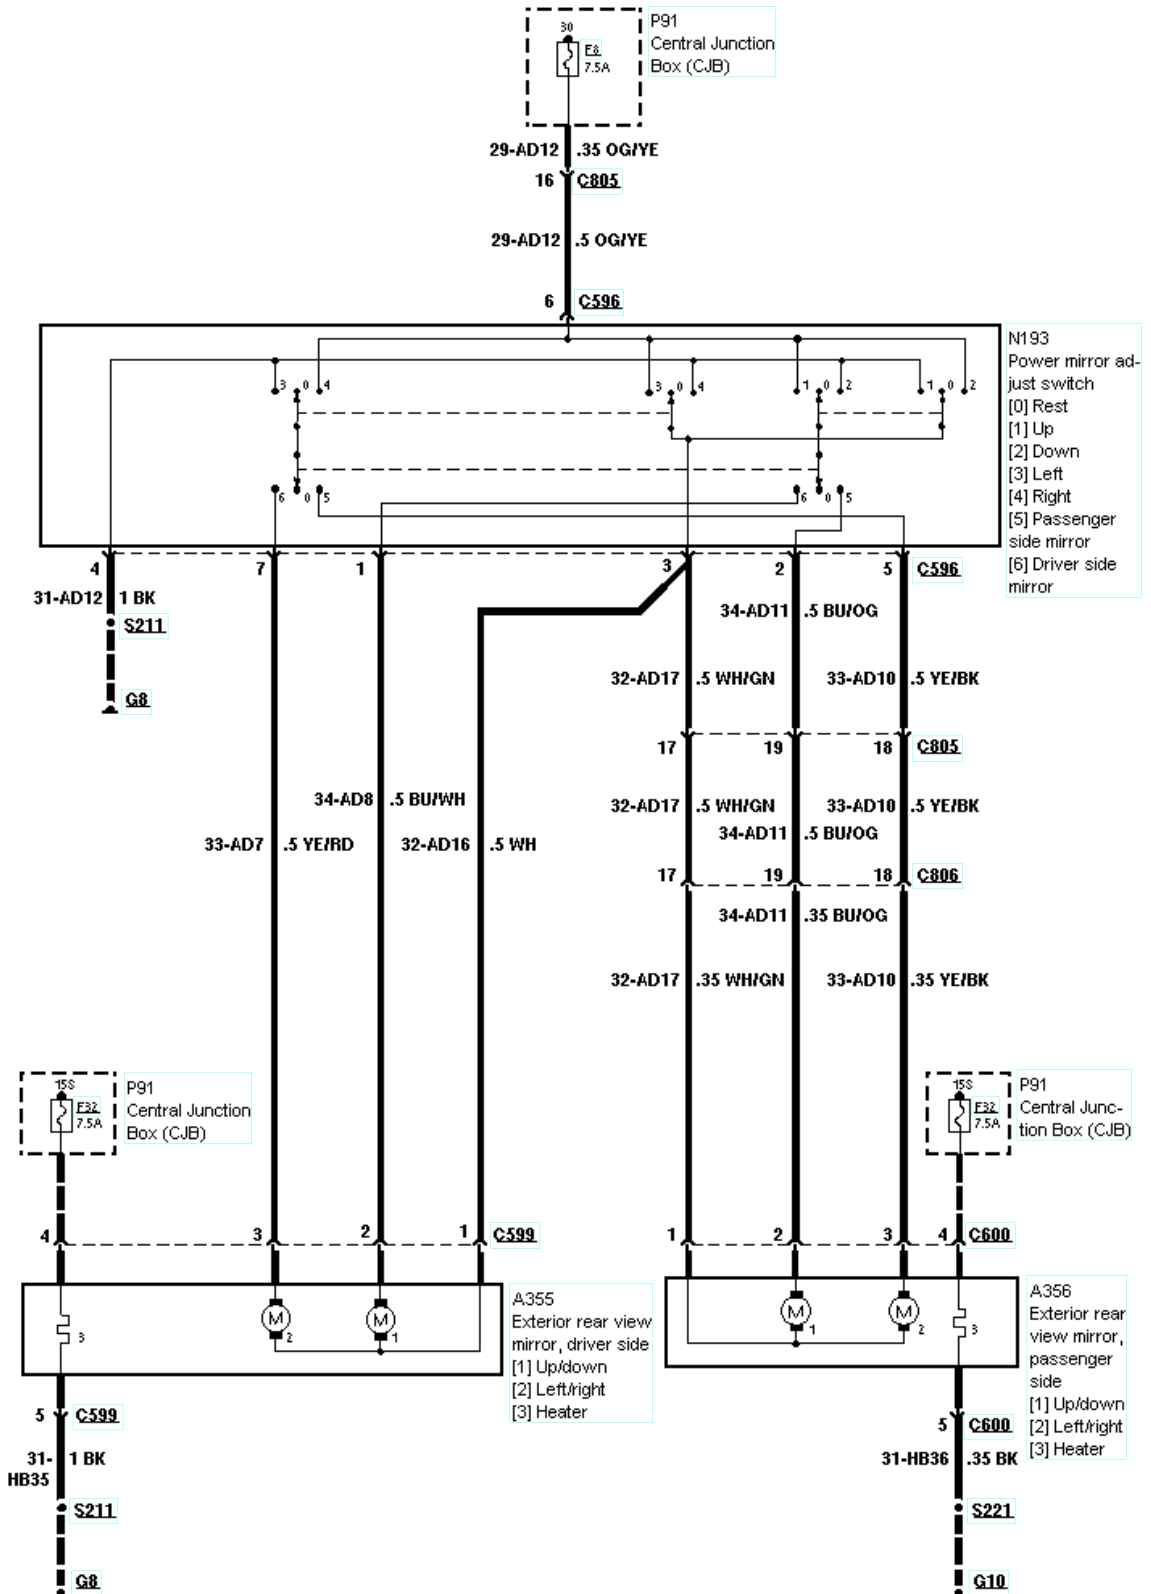 P91
30
Central Junction
F8
Box (CJB)
7.5A
29-AD12 .35 OG/YE
16 C805
29-AD12 .5 OG/YE
6 C596
N193
Power mirror ad-
just switch
[0] Rest
[1] Up
[2] Down
[3] Left
[4] Right
[5] Passenger
side mirror
[6] Driver side
mirror
3 0 4
3 0 4
1 0 2
1 0 2
6 0 5
6 0 5
4 7 1 3 2 5 C596
31-AD12 1 BK
34-AD11 .5 BU/OG
S211
32-AD17 .5 WH/GN 33-AD10 .5 YE/BK
G8
17 19 18 C805
34-AD8 .5 BU/WH
32-AD17 .5 WH/GN 33-AD10 .5 YE/BK
34-AD11 .5 BU/OG
33-AD7 .5 YE/RD 32-AD16 .5 WH
17 19 18 C806
34-AD11 .35 BU/OG
32-AD17 .35 WH/GN 33-AD10 .35 YE/BK
15S
P91
F32
Central Junction
7.5A
Box (CJB)
15S
P91
F32
Central Junc-
7.5A
tion Box (CJB)
4 3 2 1 C599
1 2 3 4 C600
A355
Exterior rear view
mirror, driver side
[1] Up/down
[2] Left/right
[3] Heater
3 M 2 M 1
A356
Exterior rear
view mirror,
passenger
side
[1] Up/down
[2] Left/right
[3] Heater
M 1 M 2 3
5 C599
5 C600
31-
HB35
1 BK
31-HB36 .35 BK
S211
S221
G8
G10